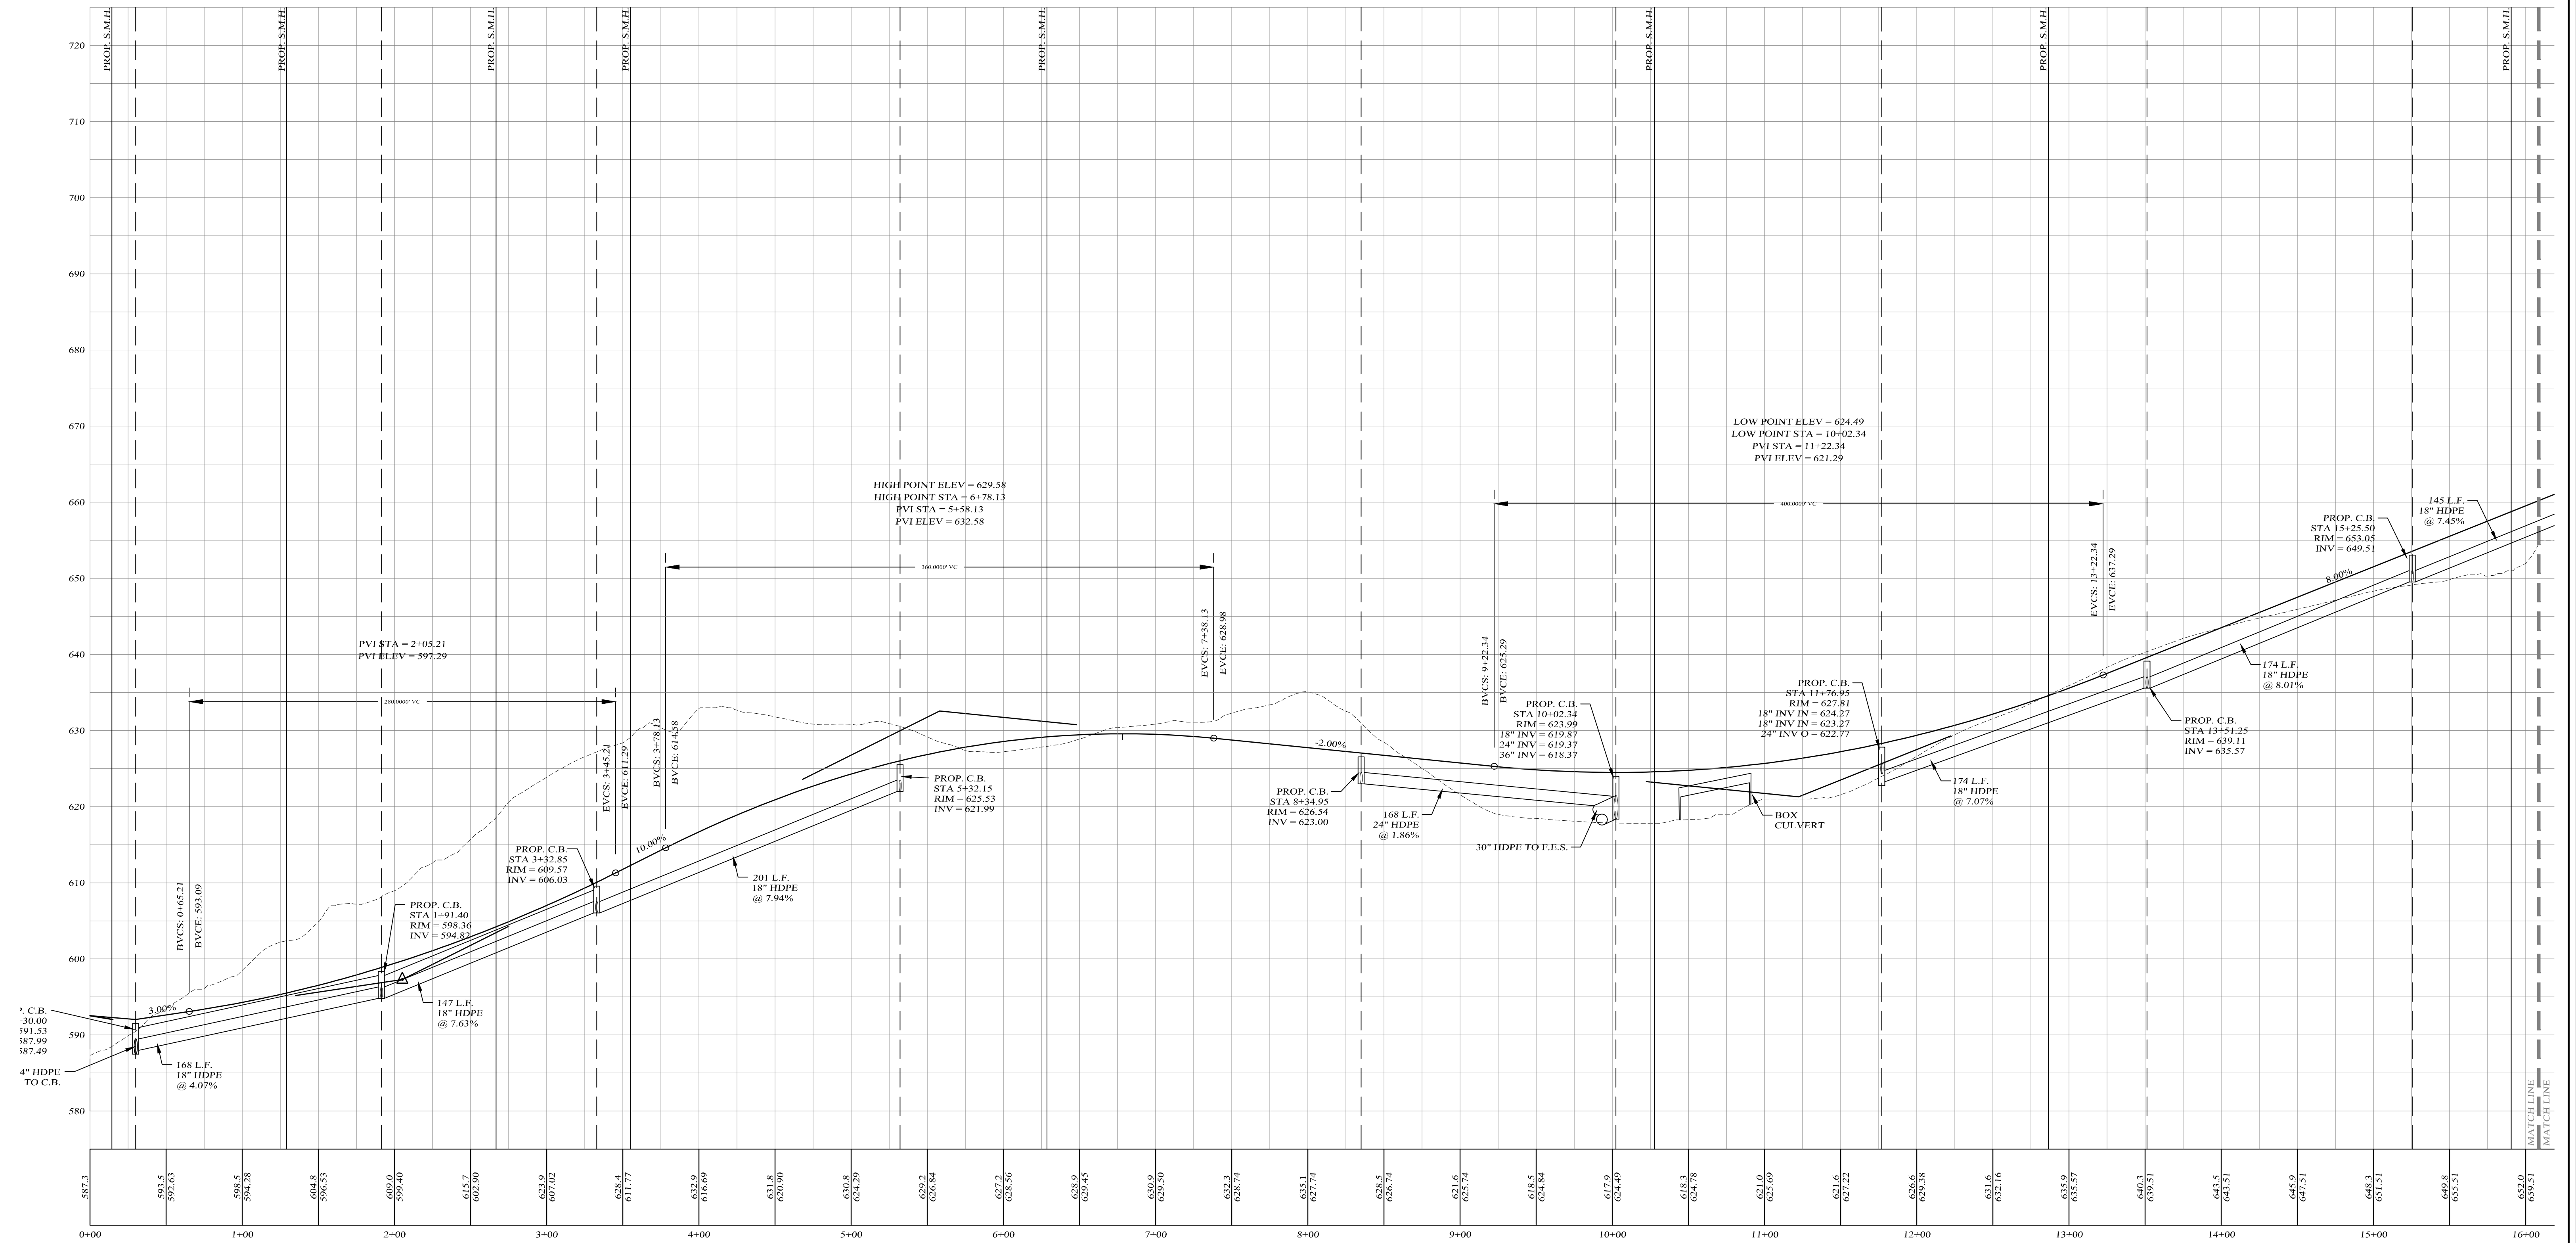 PROP. S.M.H.
PROP. S.M.H.
PROP. S.M.H.
PROP. S.M.H.
PROP. S.M.H.
PROP. S.M.H.
PROP. S.M.H.
PROP. S.M.H.
720
710
700
690
680
670
660
650
640
630
620
610
600
590
580
PVI STA = 2+05.21
PVI ELEV = 597.29
280.0000' VC
BVCS: 0+65.21
BVCE: 593.09
EVCS: 3+45.21
EVCE: 611.29
3.00%
P. C.B.
+30.00
591.53
587.99
587.49
4" HDPE
TO C.B.
168 L.F.
18" HDPE
@ 4.07%
PROP. C.B.
STA 1+91.40
RIM = 598.36
INV = 594.82
147 L.F.
18" HDPE
@ 7.63%
PROP. C.B.
STA 3+32.85
RIM = 609.57
INV = 606.03
10.00%
BVCS: 3+78.13
BVCE: 614.58
201 L.F.
18" HDPE
@ 7.94%
HIGH POINT ELEV = 629.58
HIGH POINT STA = 6+78.13
PVI STA = 5+58.13
PVI ELEV = 632.58
360.0000' VC
EVCS: 7+38.13
EVCE: 628.98
PROP. C.B.
STA 5+32.15
RIM = 625.53
INV = 621.99
PROP. C.B.
STA 8+34.95
RIM = 626.54
INV = 623.00
-2.00%
168 L.F.
24" HDPE
@ 1.86%
BVCS: 9+22.34
BVCE: 625.29
PROP. C.B.
STA 10+02.34
RIM = 623.99
18" INV = 619.87
24" INV = 619.37
36" INV = 618.37
30" HDPE TO F.E.S.
LOW POINT ELEV = 624.49
LOW POINT STA = 10+02.34
PVI STA = 11+22.34
PVI ELEV = 621.29
400.0000' VC
BOX
CULVERT
PROP. C.B.
STA 11+76.95
RIM = 627.81
18" INV IN = 624.27
18" INV IN = 623.27
24" INV O = 622.77
174 L.F.
18" HDPE
@ 7.07%
EVCS: 13+22.34
EVCE: 637.29
PROP. C.B.
STA 13+51.25
RIM = 639.11
INV = 635.57
174 L.F.
18" HDPE
@ 8.01%
8.00%
PROP. C.B.
STA 15+25.50
RIM = 653.05
INV = 649.51
145 L.F.
18" HDPE
@ 7.45%
MATCH LINE
MATCH LINE
587.3
593.5
592.63
598.5
594.28
604.8
596.53
609.0
599.40
615.7
602.90
623.9
607.02
628.4
611.77
632.9
616.69
631.8
620.90
630.8
624.29
629.2
626.84
627.2
628.56
628.9
629.45
630.9
629.50
632.3
628.74
635.1
627.74
628.5
626.74
621.6
625.74
618.5
624.84
617.9
624.49
618.3
624.78
621.0
625.69
621.6
627.22
626.6
629.38
631.6
632.16
635.9
635.57
640.3
639.51
643.5
643.51
645.9
647.51
648.3
651.51
649.8
655.51
652.0
659.51
0+00
1+00
2+00
3+00
4+00
5+00
6+00
7+00
8+00
9+00
10+00
11+00
12+00
13+00
14+00
15+00
16+00